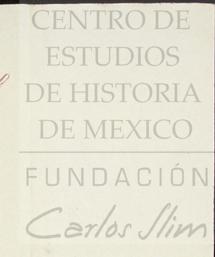 CENTRO DE
ESTUDIOS
DE HISTORIA
DE MEXICO
FUNDACIÓN
Carlos Slim